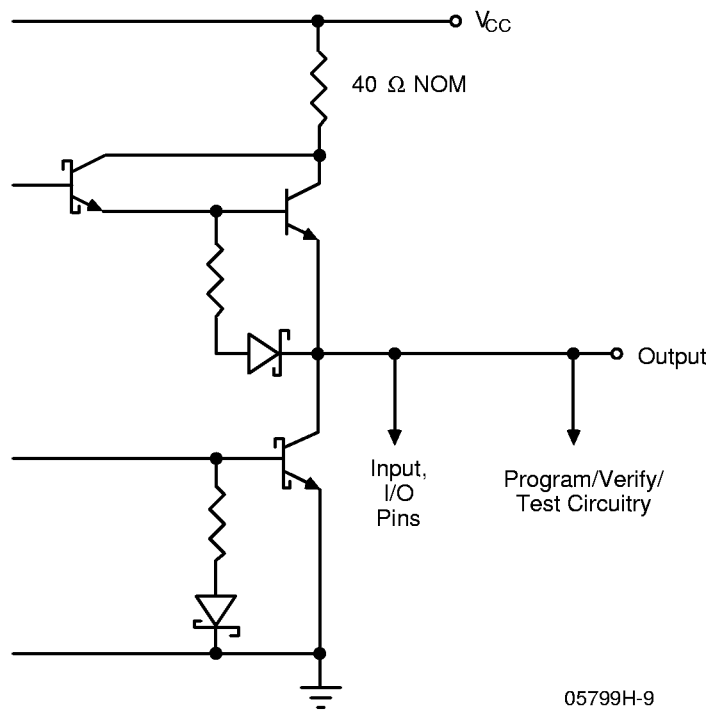 VCC
40 Ω NOM
Output
Input,
I/O
Pins
Program/Verify/
Test Circuitry
05799H-9